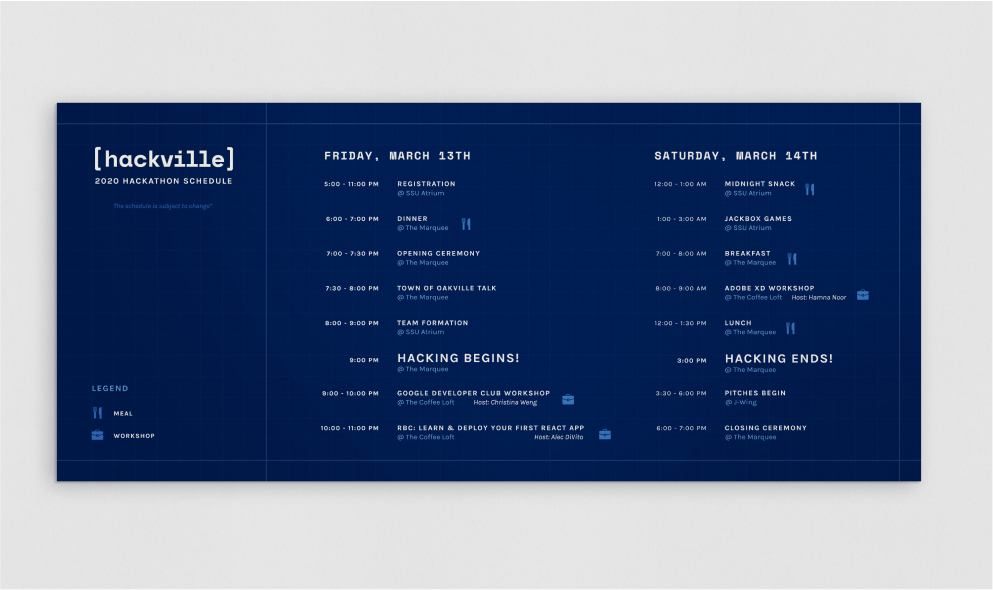 [hackville]
2020 HACKATHON SCHEDULE
The schedule is subject to change*
LEGEND
MEAL
WORKSHOP
FRIDAY, MARCH 13TH
5:00 - 11:00 PM REGISTRATION
@ SSU Atrium
6:00 - 7:00 PM DINNER
@ The Marquee
7:00 - 7:30 PM OPENING CEREMONY
@ The Marquee
7:30 - 8:00 PM TOWN OF OAKVILLE TALK
@ The Marquee
8:00 - 9:00 PM TEAM FORMATION
@ SSU Atrium
9:00 PM HACKING BEGINS!
@ The Marquee
9:00 - 10:00 PM GOOGLE DEVELOPER CLUB WORKSHOP
@ The Coffee Loft Host: Christina Weng
10:00 - 11:00 PM RBC: LEARN & DEPLOY YOUR FIRST REACT APP
@ The Coffee Loft Host: Alec DiVito
SATURDAY, MARCH 14TH
12:00 - 1:00 AM MIDNIGHT SNACK
@ SSU Atrium
1:00 - 3:00 AM JACKBOX GAMES
@ SSU Atrium
7:00 - 8:00 AM BREAKFAST
@ The Marquee
8:00 - 9:00 AM ADOBE XD WORKSHOP
@ The Coffee Loft Host: Hamna Noor
12:00 - 1:30 PM LUNCH
@ The Marquee
3:00 PM HACKING ENDS!
@ The Marquee
3:30 - 6:00 PM PITCHES BEGIN
@ J-Wing
6:00 - 7:00 PM CLOSING CEREMONY
@ The Marquee